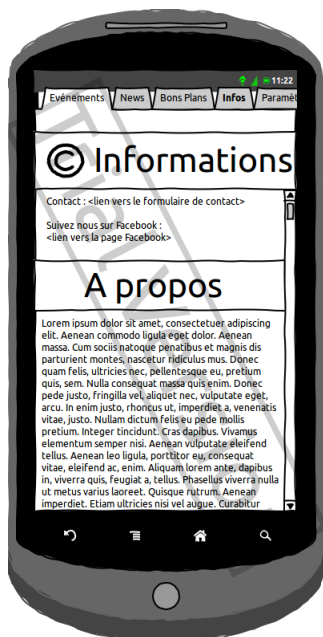 11:22
Evénements News Bons Plans Infos Paramèt
© Informations
Contact : <lien vers le formulaire de contact>
Suivez nous sur Facebook :
<lien vers la page Facebook>
A propos
Lorem ipsum dolor sit amet, consectetuer adipiscing
elit. Aenean commodo ligula eget dolor. Aenean
massa. Cum sociis natoque penatibus et magnis dis
parturient montes, nascetur ridiculus mus. Donec
quam felis, ultricies nec, pellentesque eu, pretium
quis, sem. Nulla consequat massa quis enim. Donec
pede justo, fringilla vel, aliquet nec, vulputate eget,
arcu. In enim justo, rhoncus ut, imperdiet a, venenatis
vitae, justo. Nullam dictum felis eu pede mollis
pretium. Integer tincidunt. Cras dapibus. Vivamus
elementum semper nisi. Aenean vulputate eleifend
tellus. Aenean leo ligula, porttitor eu, consequat
vitae, eleifend ac, enim. Aliquam lorem ante, dapibus
in, viverra quis, feugiat a, tellus. Phasellus viverra nulla
ut metus varius laoreet. Quisque rutrum. Aenean
imperdiet. Etiam ultricies nisi vel augue. Curabitur
Trial Version